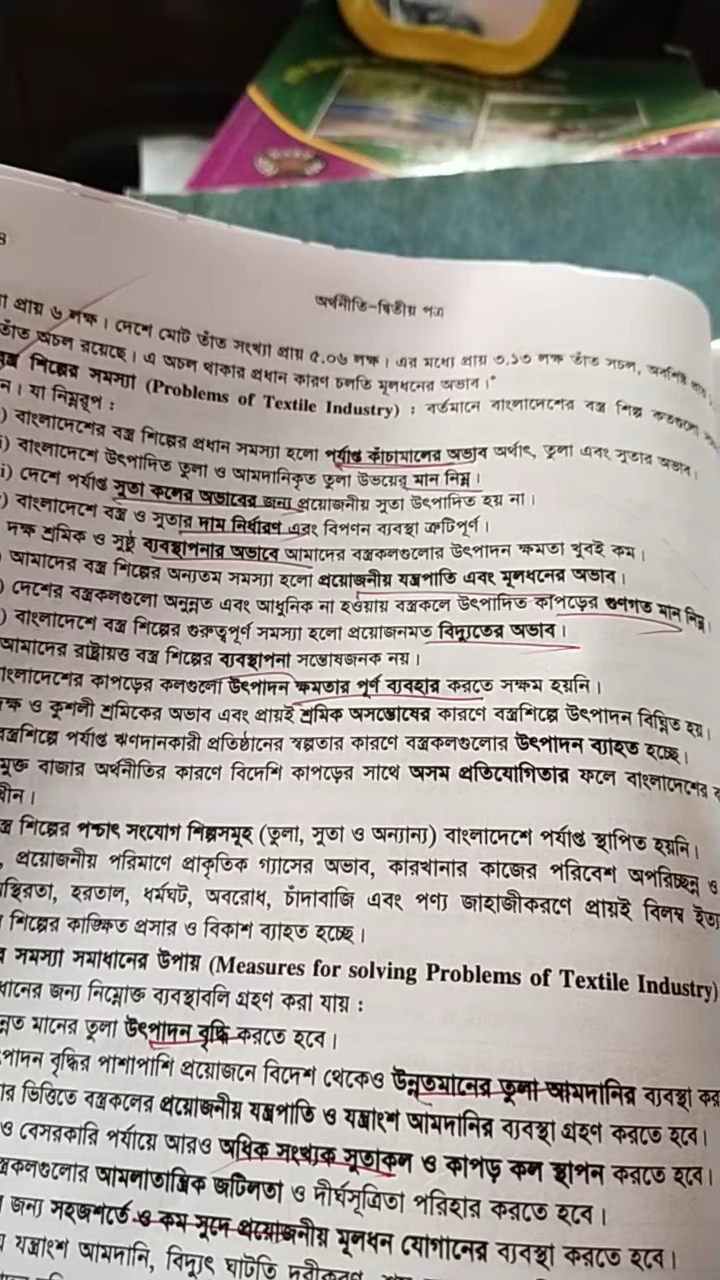 অর্থনীতি-দ্বিতীয় পত্র
প্রায় ৬ লক্ষ। দেশে মোট তাঁত সংখ্যা প্রায় ৫.০৬ লক্ষ। এর মধ্যে প্রায় ৩.১৩ লক্ষ তাঁত সচল, অবশিষ্ট
তাঁত অচল রয়েছে। এ অচল থাকার প্রধান কারণ চলতি মূলধনের অভাব।
শিল্পের সমস্যা (Problems of Textile Industry) : বর্তমানে বাংলাদেশের বস্ত্র শিল্প কতগুলো
যা নিম্নরূপ :
) বাংলাদেশের বস্ত্র শিল্পের প্রধান সমস্যা হলো পর্যাপ্ত কাঁচামালের অভাব অর্থাৎ, তুলা এবং সুতার অভাব।
i) বাংলাদেশে উৎপাদিত তুলা ও আমদানিকৃত তুলা উভয়ের মান নিম্ন।
i) দেশে পর্যাপ্ত সুতা কলের অভাবের জন্য প্রয়োজনীয় সুতা উৎপাদিত হয় না।
) বাংলাদেশে বস্ত্র ও সুতার দাম নির্ধারণ এবং বিপণন ব্যবস্থা ত্রুটিপূর্ণ।
দক্ষ শ্রমিক ও সুষ্ঠু ব্যবস্থাপনার অভাবে আমাদের বস্ত্রকলগুলোর উৎপাদন ক্ষমতা খুবই কম।
আমাদের বস্ত্র শিল্পের অন্যতম সমস্যা হলো প্রয়োজনীয় যন্ত্রপাতি এবং মূলধনের অভাব।
) দেশের বস্ত্রকলগুলো অনুন্নত এবং আধুনিক না হওয়ায় বস্ত্রকলে উৎপাদিত কাপড়ের গুণগত মান নিম্ন।
) বাংলাদেশে বস্ত্র শিল্পের গুরুত্বপূর্ণ সমস্যা হলো প্রয়োজনমত বিদ্যুতের অভাব।
আমাদের রাষ্ট্রায়ত্ত বস্ত্র শিল্পের ব্যবস্থাপনা সন্তোষজনক নয়।
বাংলাদেশের কাপড়ের কলগুলো উৎপাদন ক্ষমতার পূর্ণ ব্যবহার করতে সক্ষম হয়নি।
ও কুশলী শ্রমিকের অভাব এবং প্রায়ই শ্রমিক অসন্তোষের কারণে বস্ত্রশিল্পে উৎপাদন বিঘ্নিত হয়।
বস্ত্রশিল্পে পর্যাপ্ত ঋণদানকারী প্রতিষ্ঠানের স্বল্পতার কারণে বস্ত্রকলগুলোর উৎপাদন ব্যাহত হচ্ছে।
মুক্ত বাজার অর্থনীতির কারণে বিদেশি কাপড়ের সাথে অসম প্রতিযোগিতার ফলে বাংলাদেশের
শিল্পের পশ্চাৎ সংযোগ শিল্পসমূহ (তুলা, সুতা ও অন্যান্য) বাংলাদেশে পর্যাপ্ত স্থাপিত হয়নি।
, প্রয়োজনীয় পরিমাণে প্রাকৃতিক গ্যাসের অভাব, কারখানার কাজের পরিবেশ অপরিচ্ছন্ন ও
স্থিরতা, হরতাল, ধর্মঘট, অবরোধ, চাঁদাবাজি এবং পণ্য জাহাজীকরণে প্রায়ই বিলম্ব
শিল্পের কাঙ্ক্ষিত প্রসার ও বিকাশ ব্যাহত হচ্ছে।
সমস্যা সমাধানের উপায় (Measures for solving Problems of Textile Industry)
ধানের জন্য নিম্নোক্ত ব্যবস্থাবলি গ্রহণ করা যায় :
ন্নত মানের তুলা উৎপাদন বৃদ্ধি করতে হবে।
পাদন বৃদ্ধির পাশাপাশি প্রয়োজনে বিদেশ থেকেও উন্নতমানের তুলা আমদানির ব্যবস্থা
ভিত্তিতে বস্ত্রকলের প্রয়োজনীয় যন্ত্রপাতি ও যন্ত্রাংশ আমদানির ব্যবস্থা গ্রহণ করতে হবে।
ও বেসরকারি পর্যায়ে আরও অধিক সংখ্যক সুতাকল ও কাপড় কল স্থাপন করতে হবে।
স্ত্রকলগুলোর আমলাতান্ত্রিক জটিলতা ও দীর্ঘসূত্রিতা পরিহার করতে হবে।
জন্য সহজশর্তে ও কম সুদে প্রয়োজনীয় মূলধন যোগানের ব্যবস্থা করতে হবে।
যন্ত্রাংশ আমদানি, বিদ্যুৎ ঘাটতি